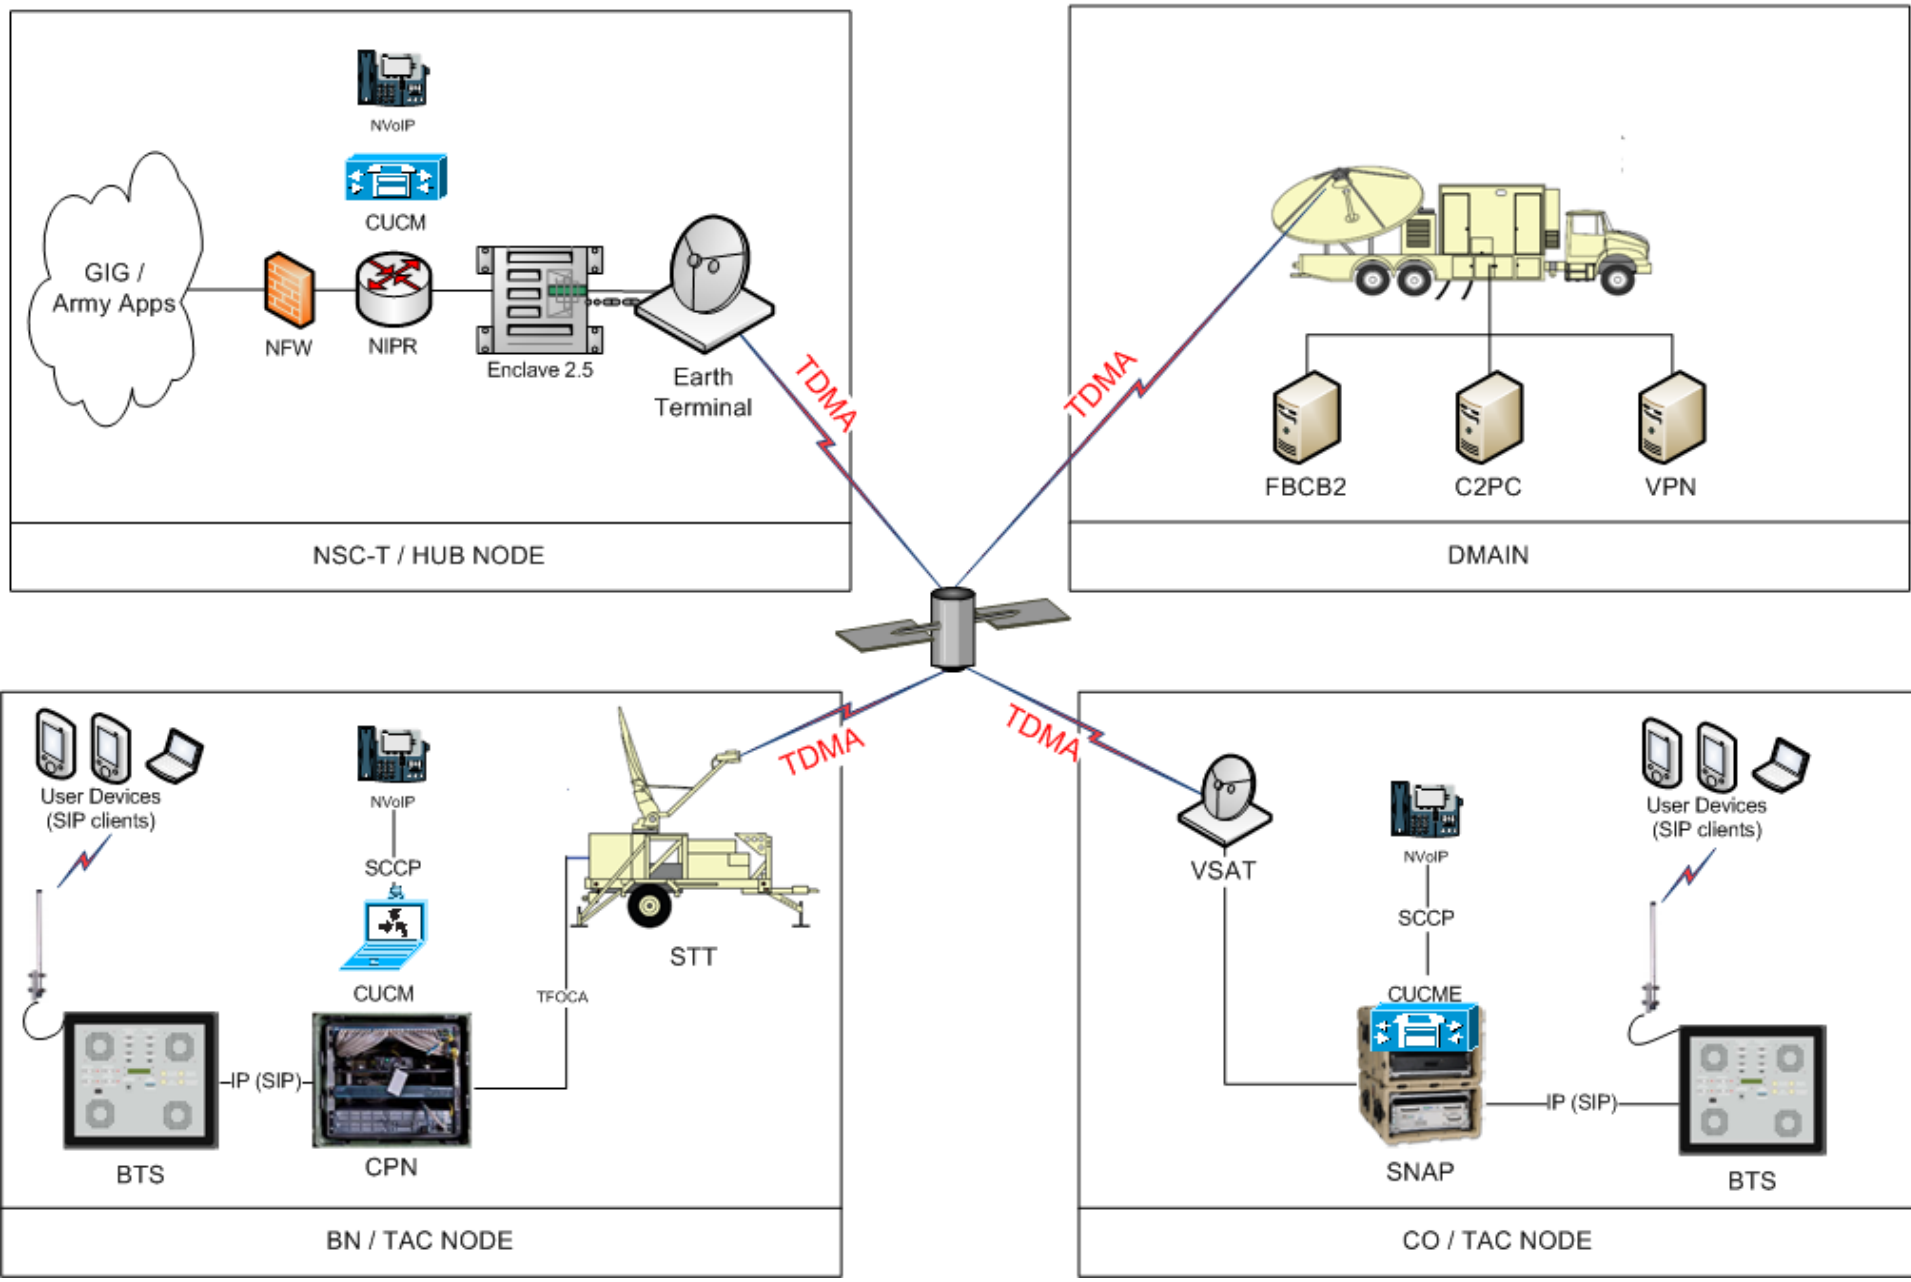 NVoIP
CUCM
GIG /
Army Apps
NFW
NIPR
Enclave 2.5
Earth
Terminal
TDMA
NSC-T / HUB NODE
TDMA
FBCB2
C2PC
VPN
DMAIN
User Devices
(SIP clients)
NVoIP
SCCP
CUCM
TDMA
STT
TFOCA
IP (SIP)
BTS
CPN
BN / TAC NODE
TDMA
VSAT
NVoIP
SCCP
CUCME
User Devices
(SIP clients)
IP (SIP)
SNAP
BTS
CO / TAC NODE